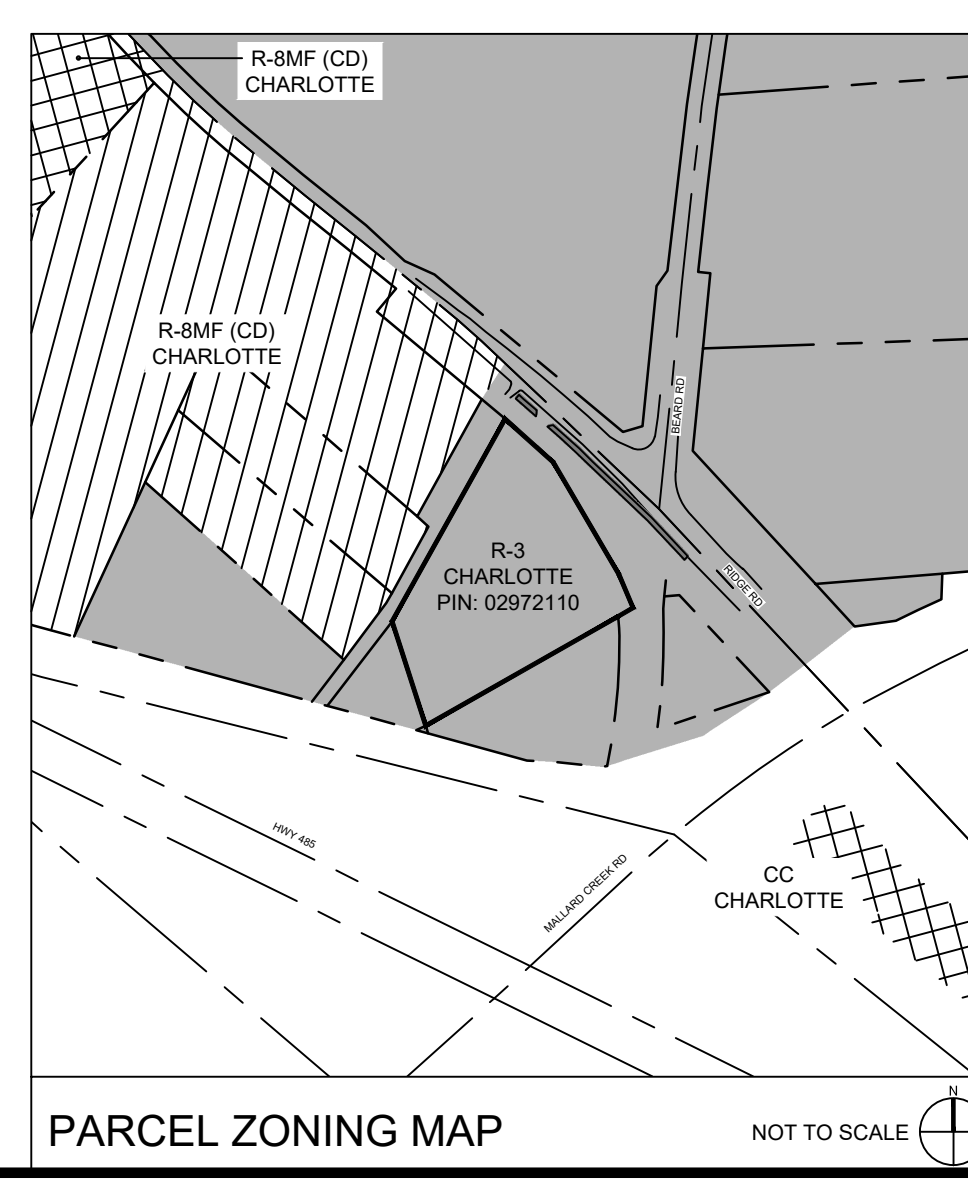 R-8MF (CD)
CHARLOTTE
R-8MF (CD)
CHARLOTTE
BEARD RD
R-3
CHARLOTTE
PIN: 02972110
RIDGE RD
HWY 485
MALLARD CREEK RD
CC
CHARLOTTE
PARCEL ZONING MAP
NOT TO SCALE
N